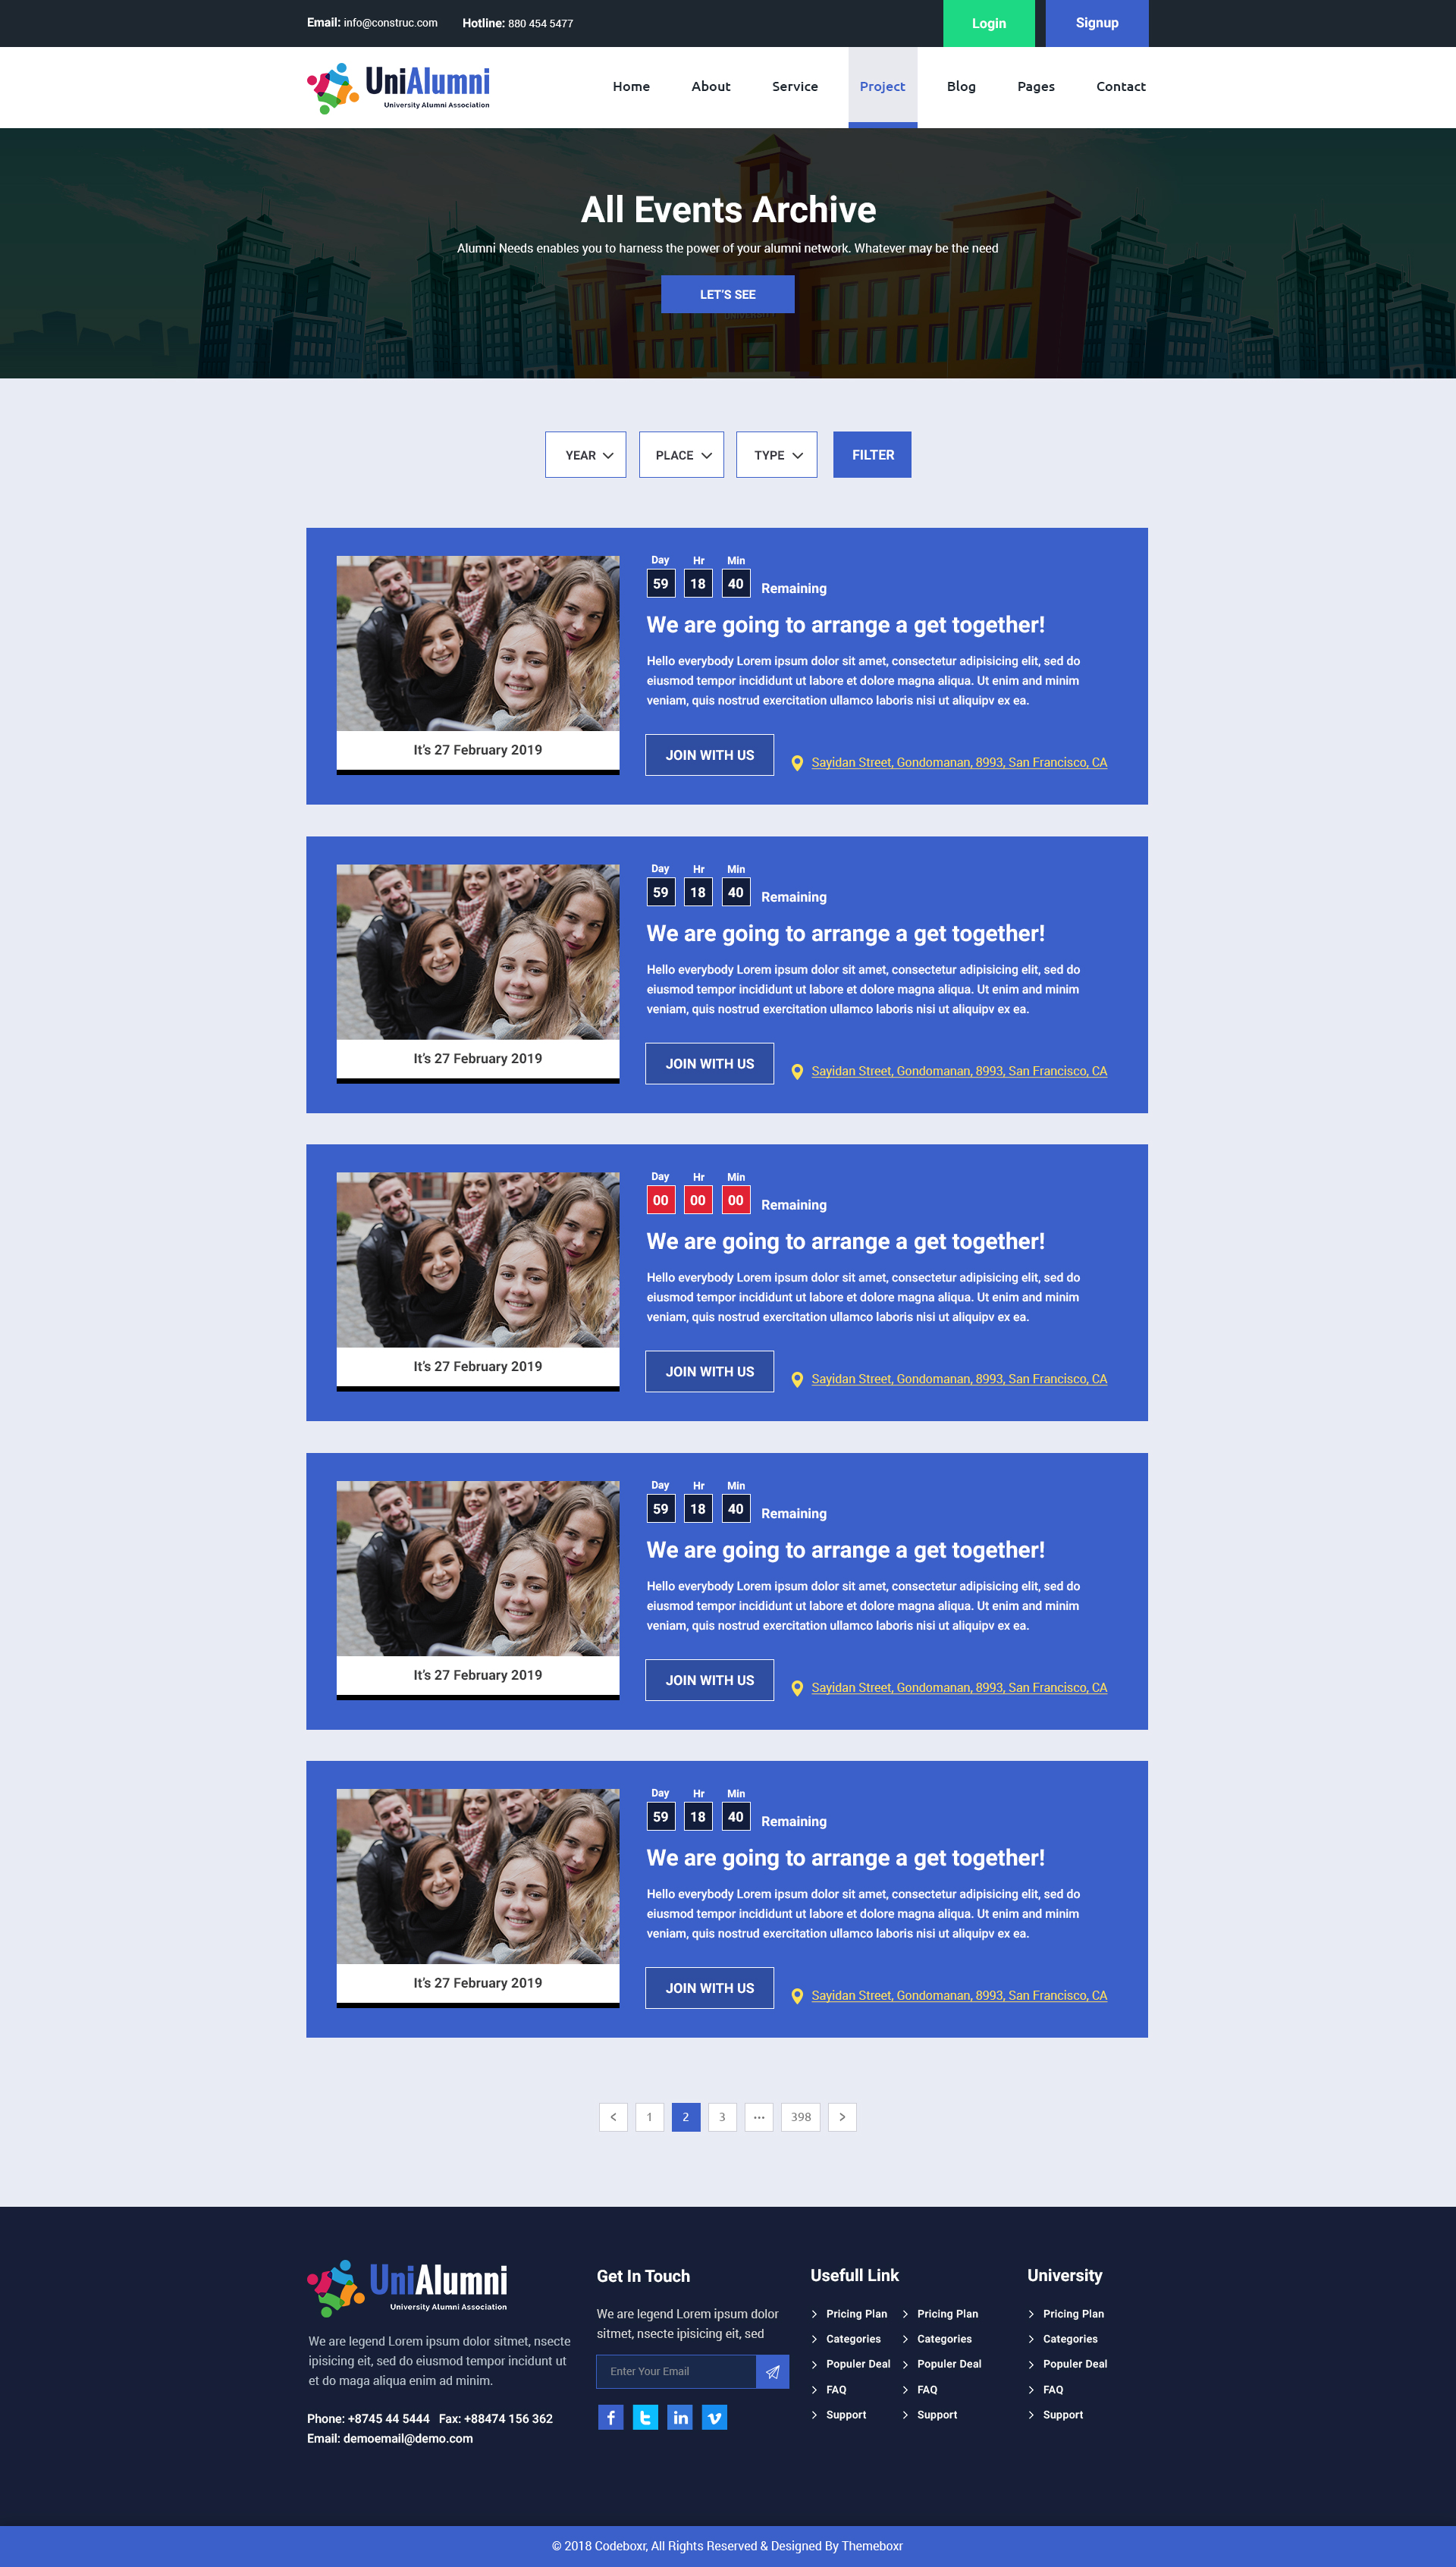 Email: info@construc.com Hotline: 880 454 5477 Login Signup
UniAlumni
University Alumni Association
Home About Service Project Blog Pages Contact
All Events Archive
Alumni Needs enables you to harness the power of your alumni network. Whatever may be the need
LET'S SEE
UNIVERSITY
YEAR PLACE TYPE FILTER
Day Hr Min
59 18 40 Remaining
We are going to arrange a get together!
Hello everybody Lorem ipsum dolor sit amet, consectetur adipisicing elit, sed do
eiusmod tempor incididunt ut labore et dolore magna aliqua. Ut enim and minim
veniam, quis nostrud exercitation ullamco laboris nisi ut aliquipv ex ea.
It's 27 February 2019
JOIN WITH US
Sayidan Street, Gondomanan, 8993, San Francisco, CA
Day Hr Min
59 18 40 Remaining
We are going to arrange a get together!
Hello everybody Lorem ipsum dolor sit amet, consectetur adipisicing elit, sed do
eiusmod tempor incididunt ut labore et dolore magna aliqua. Ut enim and minim
veniam, quis nostrud exercitation ullamco laboris nisi ut aliquipv ex ea.
It's 27 February 2019
JOIN WITH US
Sayidan Street, Gondomanan, 8993, San Francisco, CA
Day Hr Min
00 00 00 Remaining
We are going to arrange a get together!
Hello everybody Lorem ipsum dolor sit amet, consectetur adipisicing elit, sed do
eiusmod tempor incididunt ut labore et dolore magna aliqua. Ut enim and minim
veniam, quis nostrud exercitation ullamco laboris nisi ut aliquipv ex ea.
It's 27 February 2019
JOIN WITH US
Sayidan Street, Gondomanan, 8993, San Francisco, CA
Day Hr Min
59 18 40 Remaining
We are going to arrange a get together!
Hello everybody Lorem ipsum dolor sit amet, consectetur adipisicing elit, sed do
eiusmod tempor incididunt ut labore et dolore magna aliqua. Ut enim and minim
veniam, quis nostrud exercitation ullamco laboris nisi ut aliquipv ex ea.
It's 27 February 2019
JOIN WITH US
Sayidan Street, Gondomanan, 8993, San Francisco, CA
Day Hr Min
59 18 40 Remaining
We are going to arrange a get together!
Hello everybody Lorem ipsum dolor sit amet, consectetur adipisicing elit, sed do
eiusmod tempor incididunt ut labore et dolore magna aliqua. Ut enim and minim
veniam, quis nostrud exercitation ullamco laboris nisi ut aliquipv ex ea.
It's 27 February 2019
JOIN WITH US
Sayidan Street, Gondomanan, 8993, San Francisco, CA
< 1 2 3 ... 398 >
UniAlumni
University Alumni Association
We are legend Lorem ipsum dolor sitmet, nsecte
ipisicing eit, sed do eiusmod tempor incidunt ut
et do maga aliqua enim ad minim.
Phone: +8745 44 5444 Fax: +88474 156 362
Email: demoemail@demo.com
Get In Touch
We are legend Lorem ipsum dolor
sitmet, nsecte ipisicing eit, sed
Enter Your Email
Usefull Link
Pricing Plan
Categories
Populer Deal
FAQ
Support
Pricing Plan
Categories
Populer Deal
FAQ
Support
University
Pricing Plan
Categories
Populer Deal
FAQ
Support
© 2018 Codeboxr, All Rights Reserved & Designed By Themeboxr